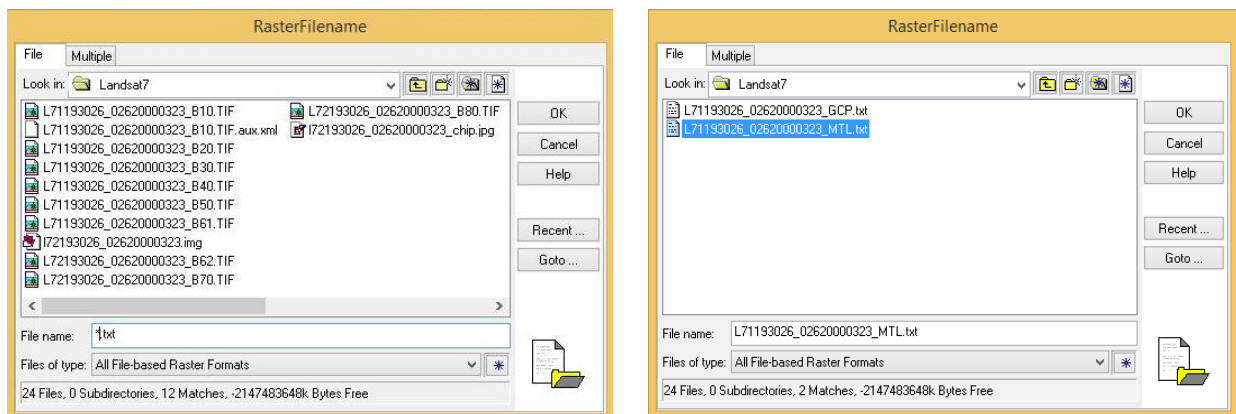 RasterFilename
File Multiple
Look in: Landsat7
L71193026_02620000323_B10.TIF
L71193026_02620000323_B10.TIF.aux.xml
L71193026_02620000323_B20.TIF
L71193026_02620000323_B30.TIF
L71193026_02620000323_B40.TIF
L71193026_02620000323_B50.TIF
L71193026_02620000323_B61.TIF
l72193026_02620000323.img
L72193026_02620000323_B62.TIF
L72193026_02620000323_B70.TIF
L72193026_02620000323_B80.TIF
l72193026_02620000323_chip.jpg
OK
Cancel
Help
Recent ...
Goto ...
File name: *.txt
Files of type: All File-based Raster Formats
24 Files, 0 Subdirectories, 12 Matches, -2147483648k Bytes Free
RasterFilename
File Multiple
Look in: Landsat7
L71193026_02620000323_GCP.txt
L71193026_02620000323_MTL.txt
OK
Cancel
Help
Recent ...
Goto ...
File name: L71193026_02620000323_MTL.txt
Files of type: All File-based Raster Formats
24 Files, 0 Subdirectories, 2 Matches, -2147483648k Bytes Free